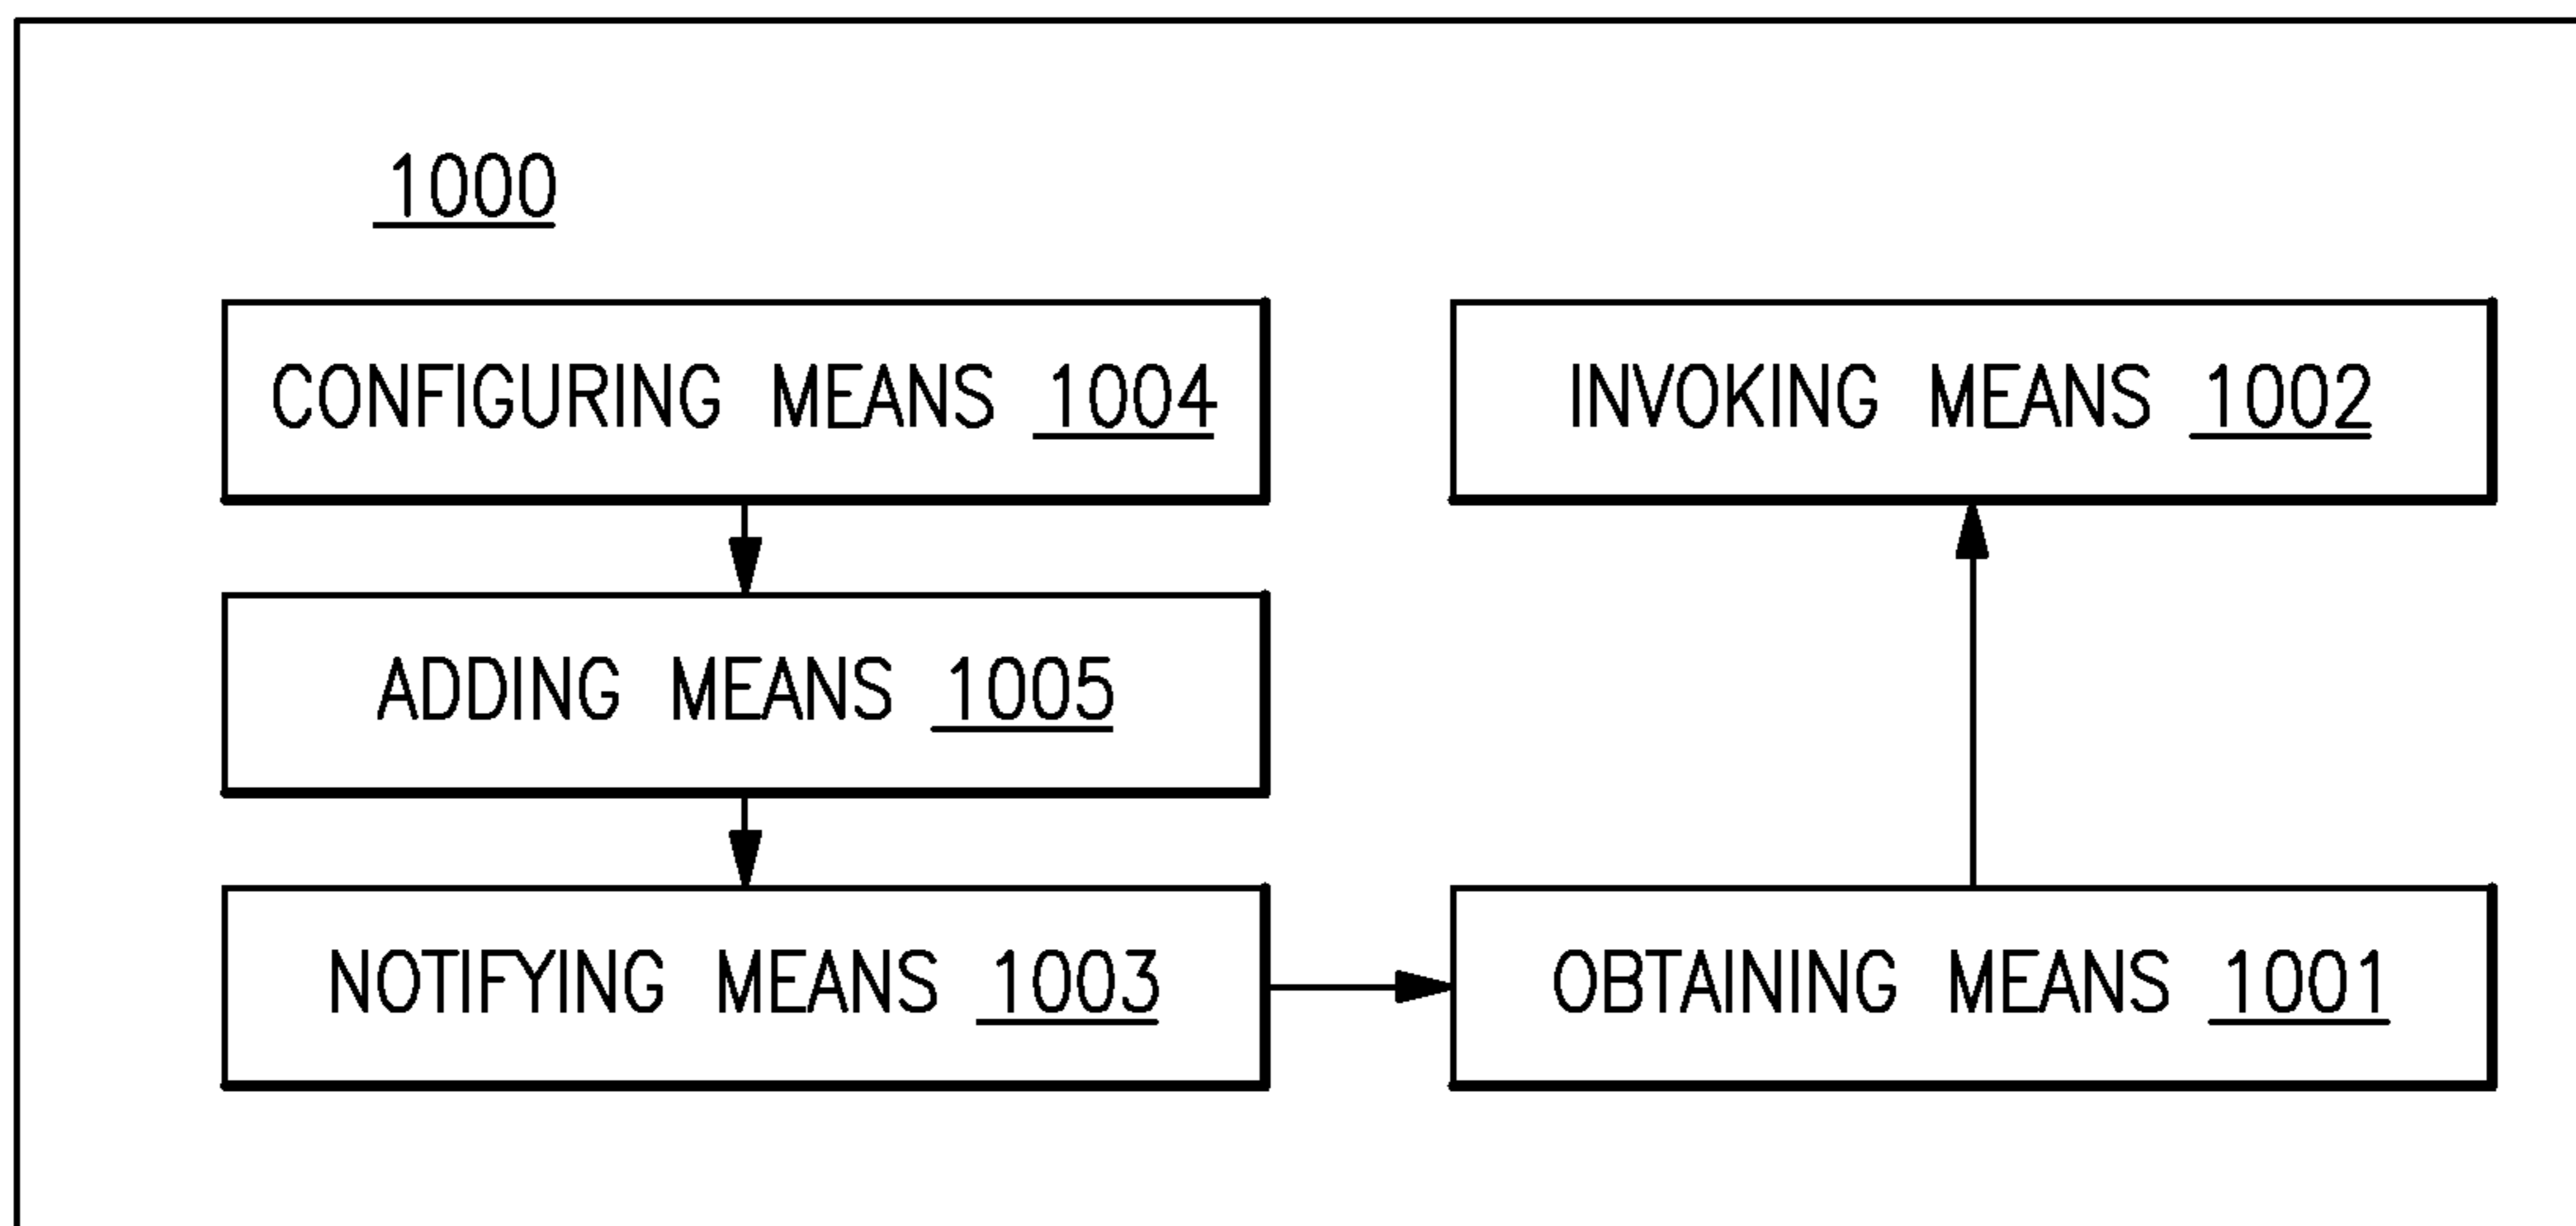 1000
CONFIGURING MEANS 1004
INVOKING MEANS 1002
ADDING MEANS 1005
NOTIFYING MEANS 1003
OBTAINING MEANS 1001